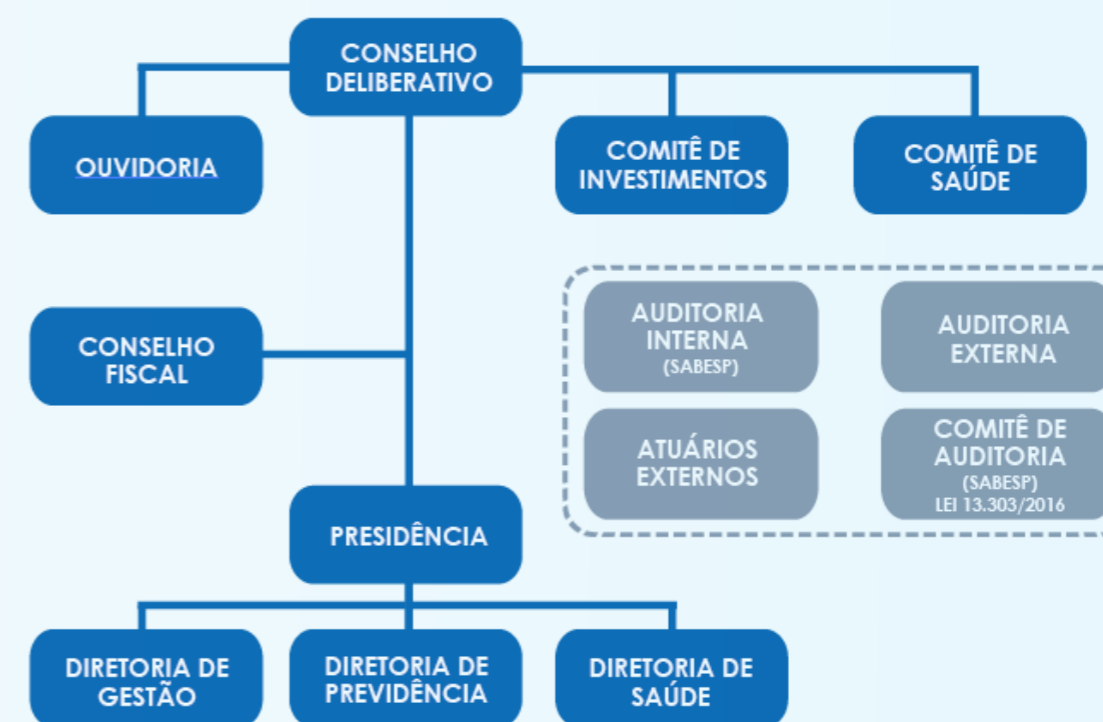 CONSELHO
DELIBERATIVO
OUVIDORIA
COMITÊ DE
INVESTIMENTOS
COMITÊ DE
SAÚDE
AUDITORIA
INTERNA
(SABESP)
AUDITORIA
EXTERNA
CONSELHO
FISCAL
ATUÁRIOS
EXTERNOS
COMITÊ DE
AUDITORIA
(SABESP)
LEI 13.303/2016
PRESIDÊNCIA
DIRETORIA DE
GESTÃO
DIRETORIA DE
PREVIDÊNCIA
DIRETORIA DE
SAÚDE